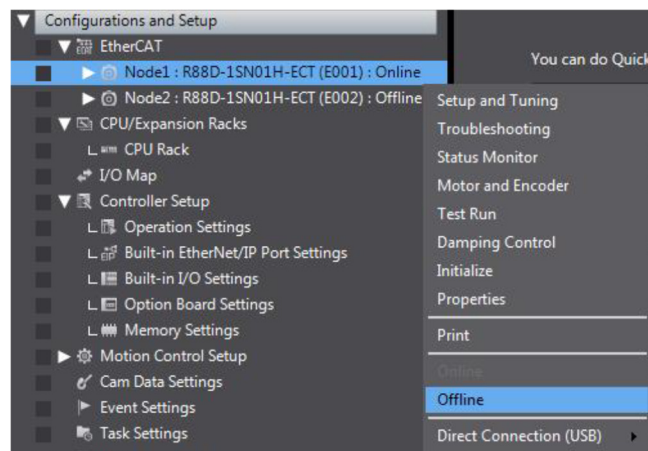 Configurations and Setup
EtherCAT
You can do Quick
Node1 : R88D-1SN01H-ECT (E001) : Online
Node2 : R88D-1SN01H-ECT (E002) : Offline
CPU/Expansion Racks
CPU Rack
I/O Map
Controller Setup
Operation Settings
Built-in EtherNet/IP Port Settings
Built-in I/O Settings
Option Board Settings
Memory Settings
Motion Control Setup
Cam Data Settings
Event Settings
Task Settings
Setup and Tuning
Troubleshooting
Status Monitor
Motor and Encoder
Test Run
Damping Control
Initialize
Properties
Print
Online
Offline
Direct Connection (USB)